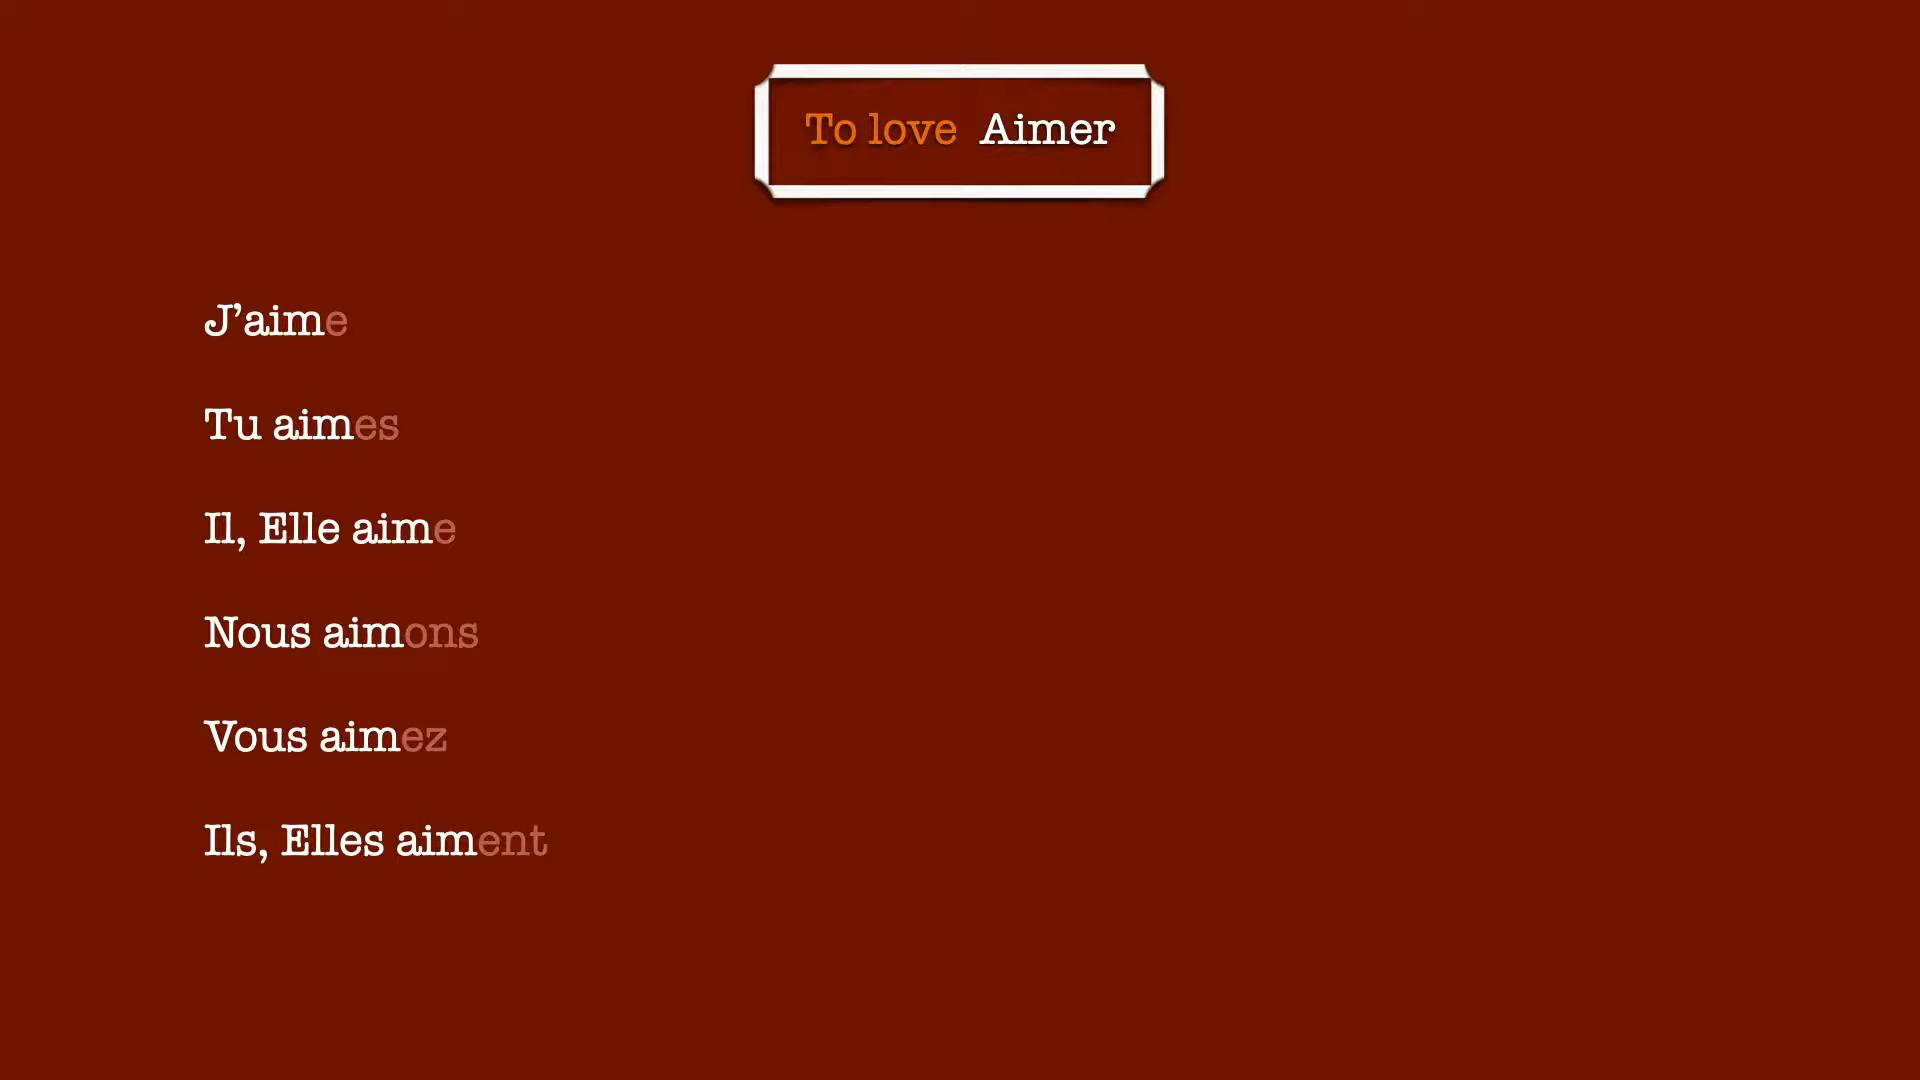 To love Aimer
J’aime
Tu aimes
Il, Elle aime
Nous aimons
Vous aimez
Ils, Elles aiment